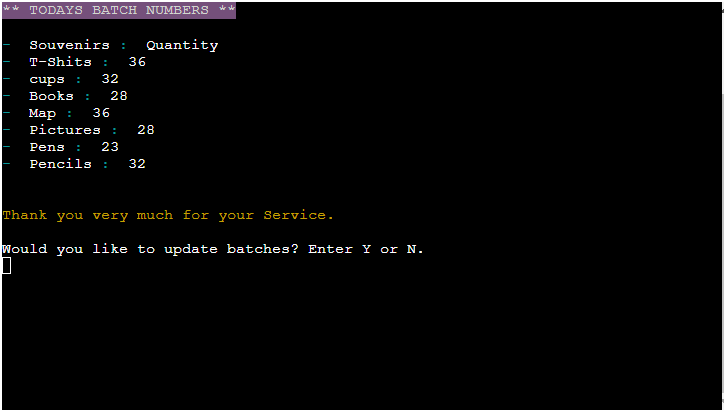 ** TODAYS BATCH NUMBERS **
-  Souvenirs :  Quantity
-  T-Shits :  36
-  cups :  32
-  Books :  28
-  Map :  36
-  Pictures :  28
-  Pens :  23
-  Pencils :  32
Thank you very much for your Service.
Would you like to update batches? Enter Y or N.